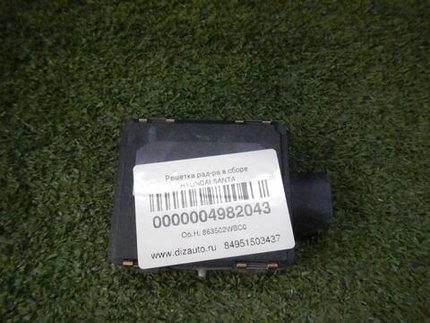 Решетка рад-ра в сборе
HYUNDAI SANTA
0000004982043
Ор.Н; 863502W8C0
www.dizauto.ru 84951503437